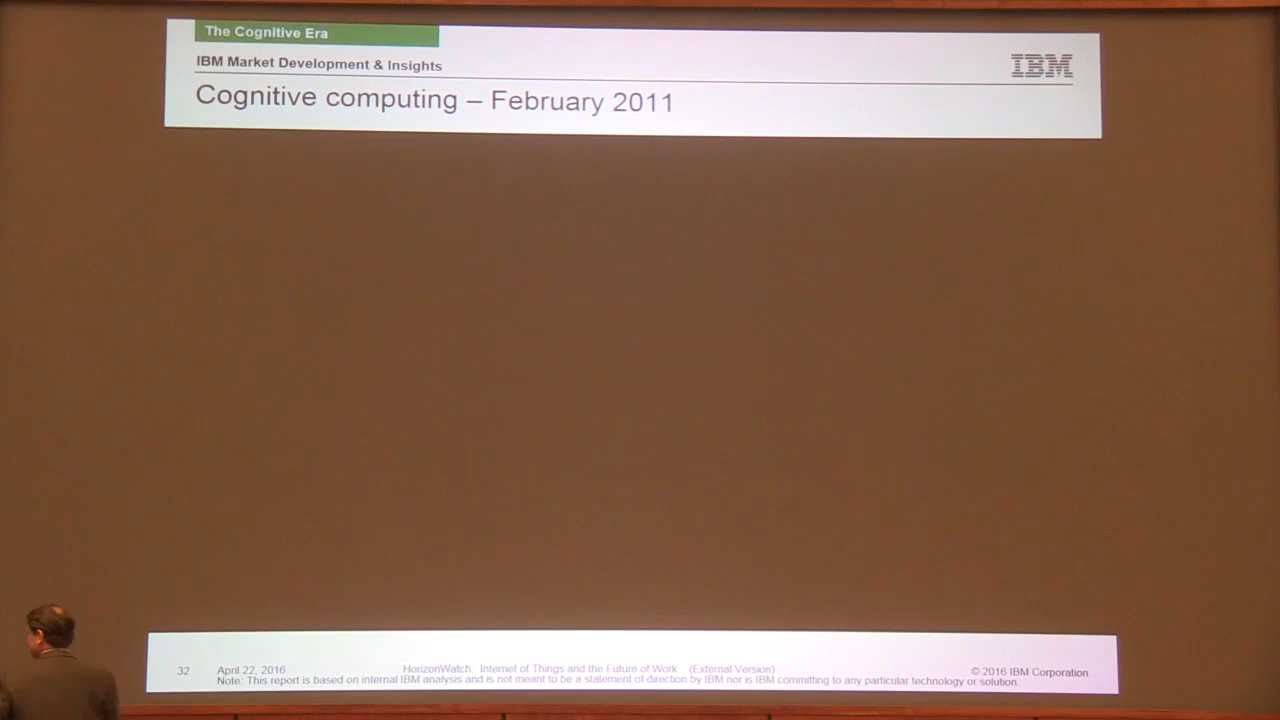 The Cognitive Era
IBM Market Development & Insights
IBM
Cognitive computing – February 2011
32 April 22, 2016 HorizonWatch: Internet of Things and the Future of Work (External Version) © 2016 IBM Corporation
Note: This report is based on internal IBM analysis and is not meant to be a statement of direction by IBM nor is IBM committing to any particular technology or solution.